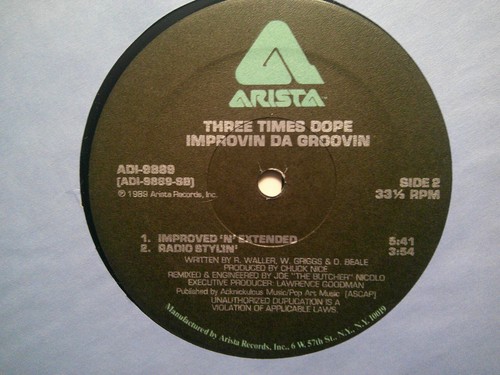 ARISTA™
THREE TIMES DOPE
IMPROVIN DA GROOVIN
ADI-9889
(ADI-9889-SB)
℗ 1989 Arista Records, Inc.
SIDE 2
33⅓ RPM
1. IMPROVED 'N' EXTENDED 5:41
2. RADIO STYLIN' 3:54
WRITTEN BY R. WALLER, W. GRIGGS & D. BEALE
PRODUCED BY CHUCK NICE
REMIXED & ENGINEERED BY JOE "THE BUTCHER" NICOLO
EXECUTIVE PRODUCER: LAWRENCE GOODMAN
Published by Acknickulous Music/Pop Art Music (ASCAP)
UNAUTHORIZED DUPLICATION IS A
VIOLATION OF APPLICABLE LAWS.
Manufactured by Arista Records, Inc., 6 W. 57th St., N.Y., N.Y. 10019